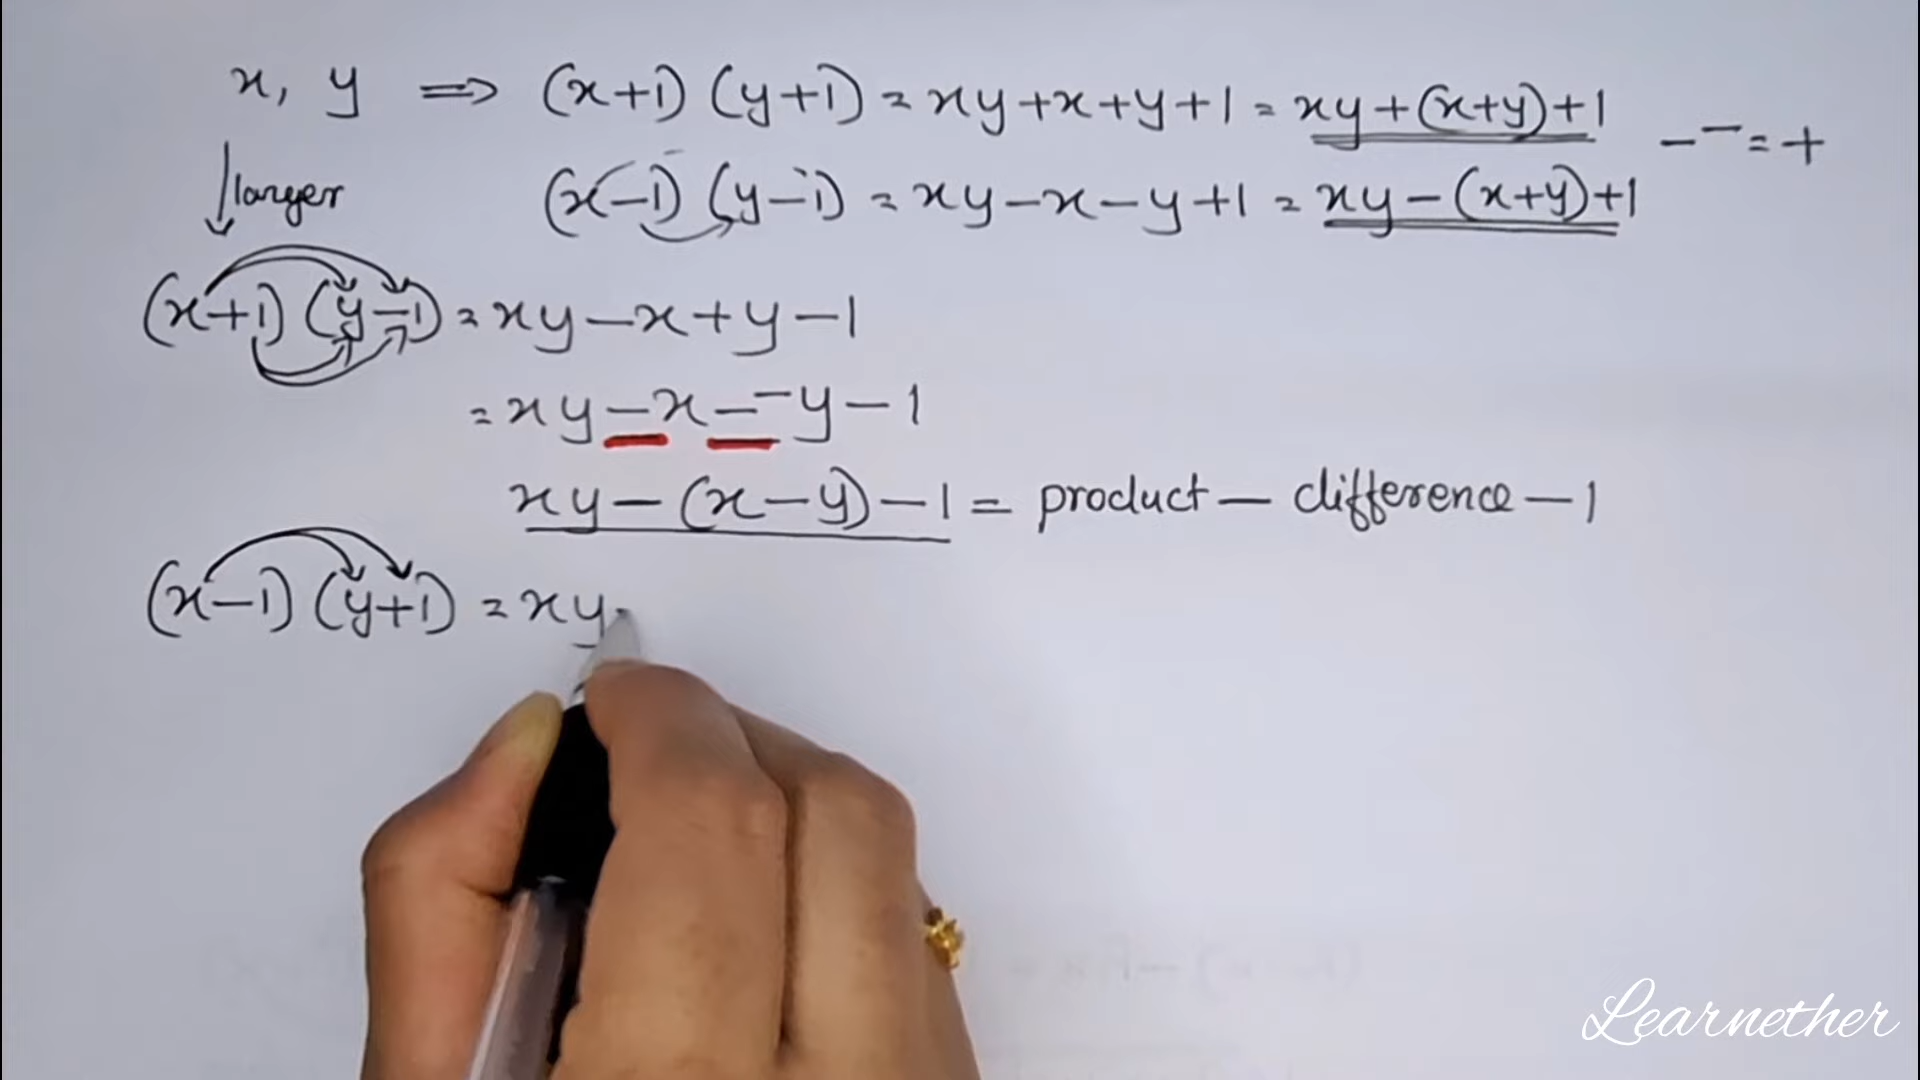 x, y ⇒ (x+1) (y+1) = xy+x+y+1 = xy+(x+y)+1
− − = +
↓ larger
(x−1) (y−1) = xy−x−y+1 = xy−(x+y)+1
(x+1) (y−1) = xy−x+y−1
= xy−x−−y−1
xy−(x−y)−1 = product − difference −1
(x−1) (y+1) = xy
Learnether